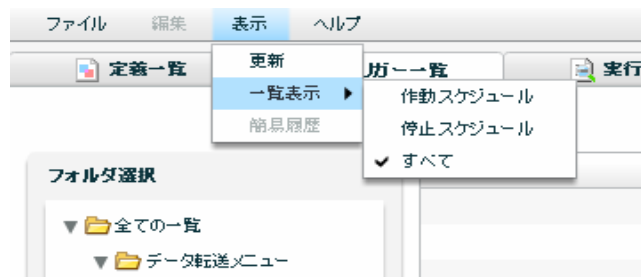 ファイル 編集 表示 ヘルプ
定義一覧 ガー一覧 実行
更新
一覧表示
簡易履歴
作動スケジュール
停止スケジュール
すべて
フォルダ選択
全ての一覧
データ転送メニュー